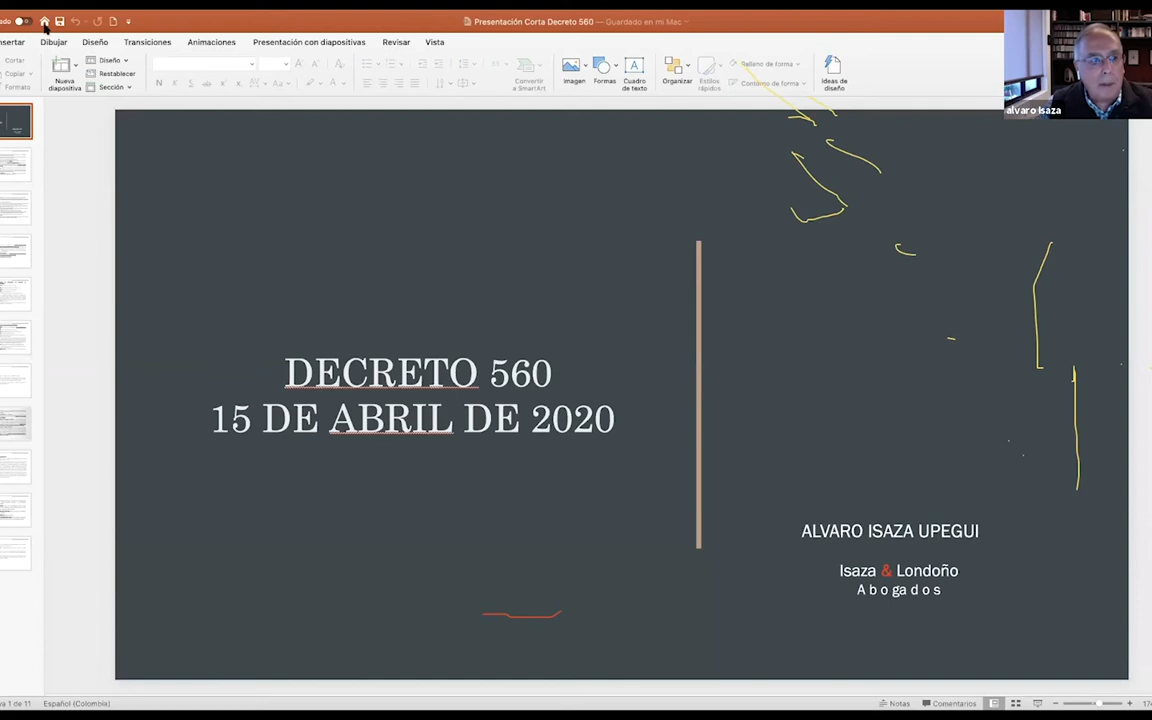 Presentación Corta Decreto 560 — Guardado en mi Mac
Dibujar Diseño Transiciones Animaciones Presentación con diapositivas Revisar Vista
Cortar
Copiar
Formato
Nueva diapositiva
Diseño
Restablecer
Sección
Convertir a SmartArt
Imagen
Formas
Cuadro de texto
Organizar
Estilos rápidos
Relleno de forma
Contorno de forma
Ideas de diseño
alvaro Isaza
DECRETO 560
15 DE ABRIL DE 2020
ALVARO ISAZA UPEGUI
Isaza & Londoño
Abogados
1 de 11 Español (Colombia) Notas Comentarios